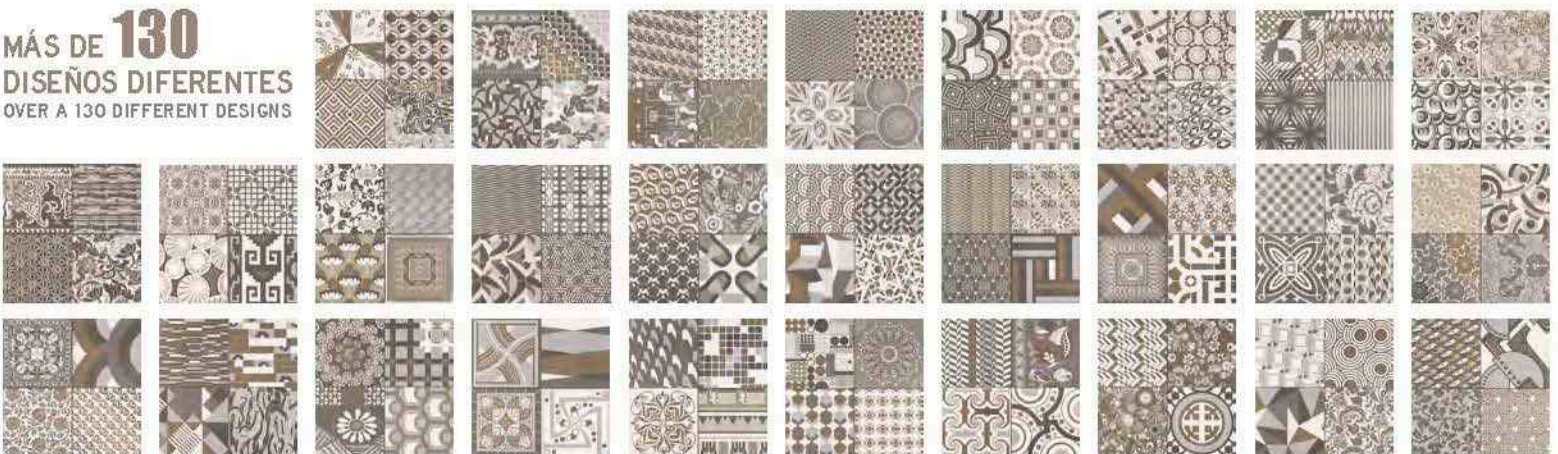 MÁS DE 130
DISEÑOS DIFERENTES
OVER A 130 DIFFERENT DESIGNS